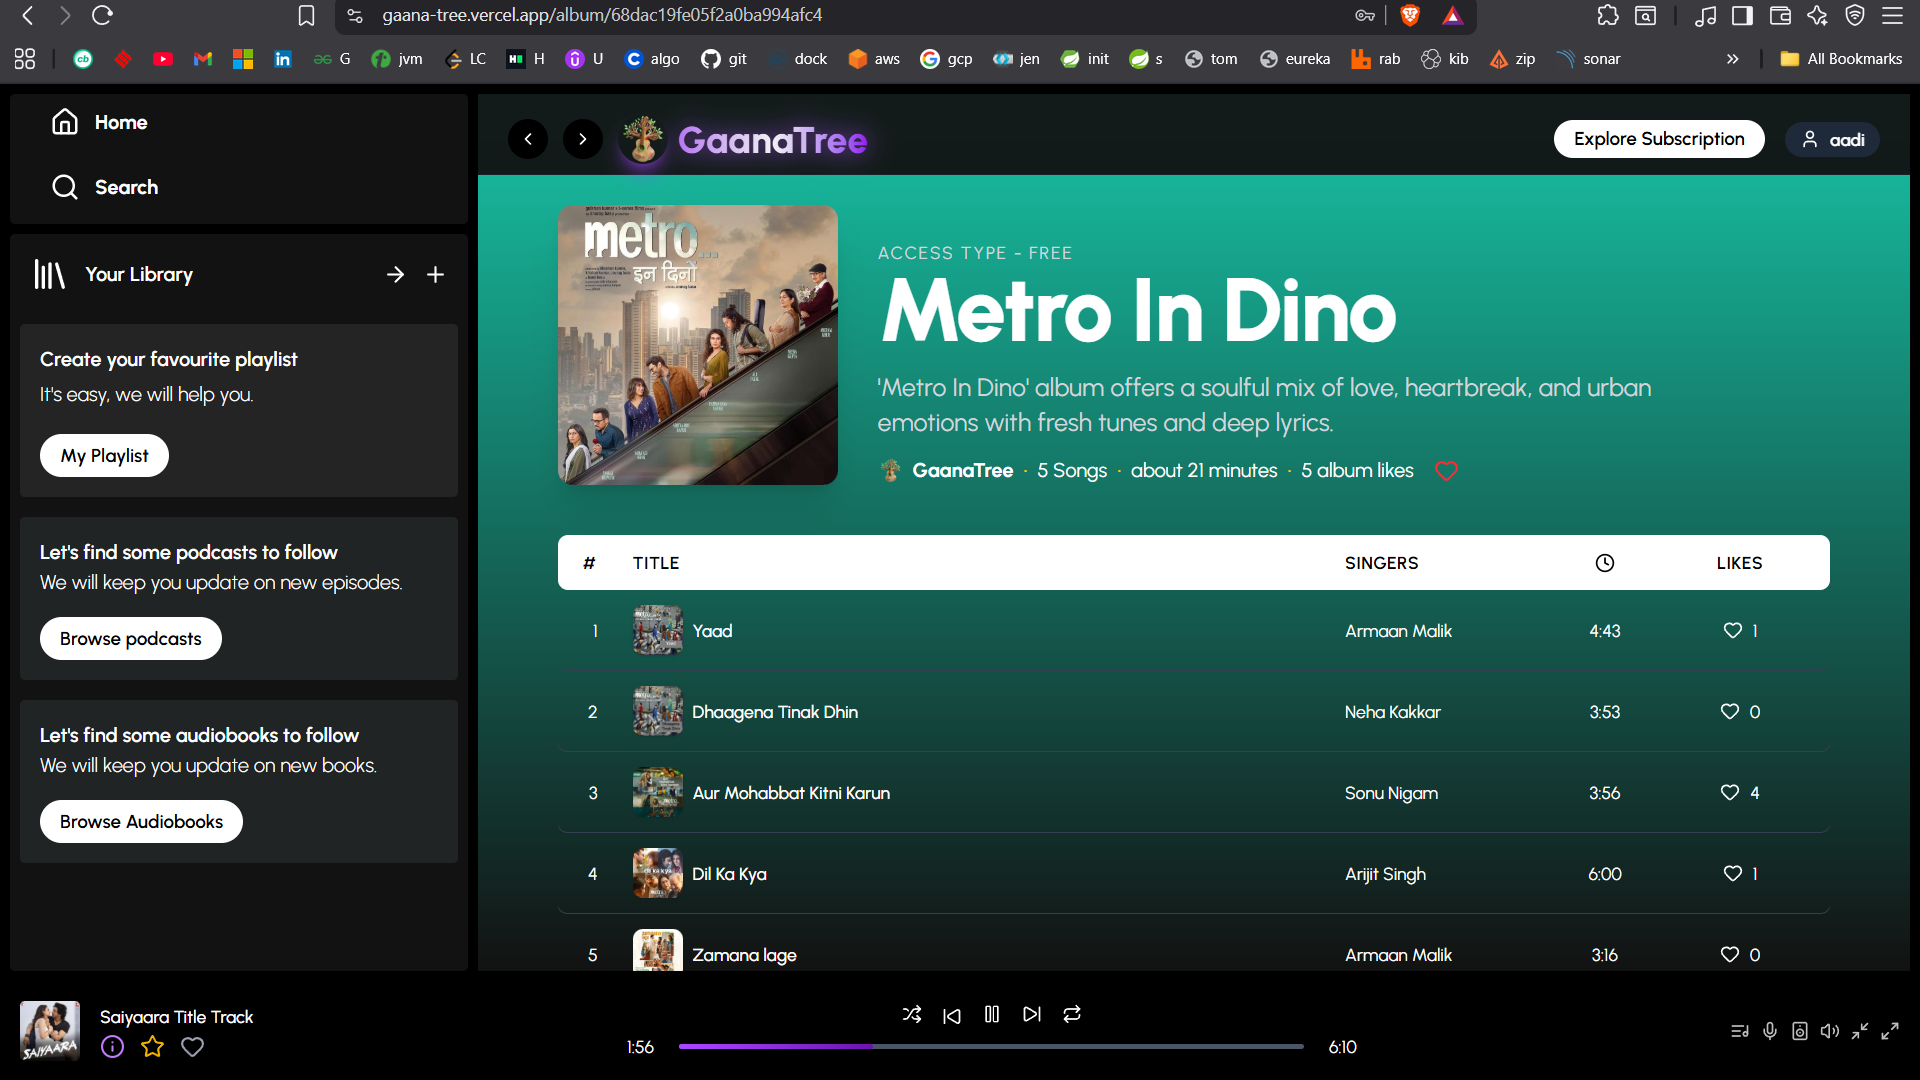 gaana-tree.vercel.app/album/68dac19fe05f2a0ba994afc4
G jvm LC H U algo git dock aws gcp jen init s tom eureka rab kib zip sonar » All Bookmarks
Home
Search
Your Library
Create your favourite playlist
It's easy, we will help you.
My Playlist
Let's find some podcasts to follow
We will keep you update on new episodes.
Browse podcasts
Let's find some audiobooks to follow
We will keep you update on new books.
Browse Audiobooks
GaanaTree
Explore Subscription
aadi
metro
इन दिनों
ACCESS TYPE - FREE
Metro In Dino
'Metro In Dino' album offers a soulful mix of love, heartbreak, and urban
emotions with fresh tunes and deep lyrics.
GaanaTree · 5 Songs · about 21 minutes · 5 album likes
# TITLE SINGERS LIKES
1 Yaad Armaan Malik 4:43 1
2 Dhaagena Tinak Dhin Neha Kakkar 3:53 0
3 Aur Mohabbat Kitni Karun Sonu Nigam 3:56 4
4 Dil Ka Kya Arijit Singh 6:00 1
5 Zamana lage Armaan Malik 3:16 0
SAIYAARA
Saiyaara Title Track
1:56
6:10